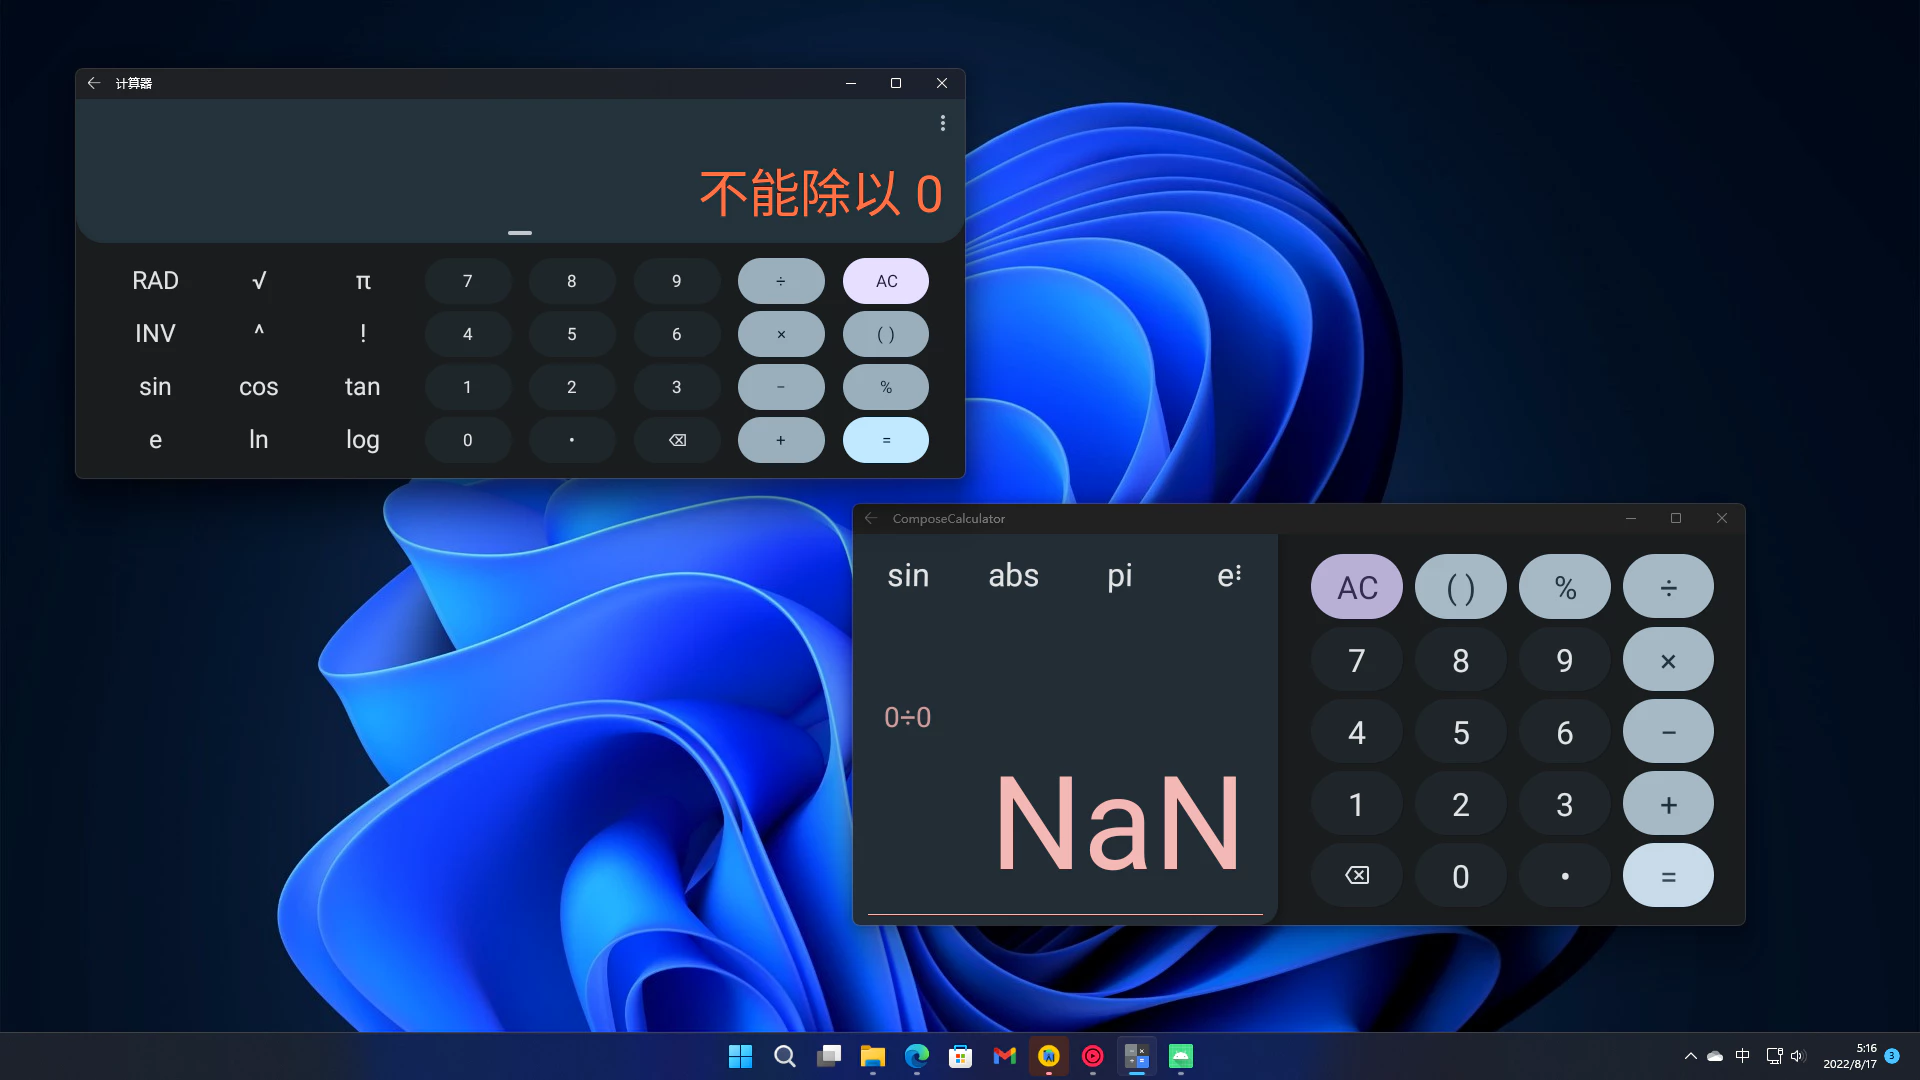 计算器
不能除以 0
RAD √ π 7 8 9 ÷ AC
INV ^ ! 4 5 6 × ( )
sin cos tan 1 2 3 − %
e ln log 0 . + =
ComposeCalculator
sin abs pi e
AC ( ) % ÷
7 8 9 ×
0÷0
4 5 6 −
NaN
1 2 3 +
0 . =
中
5:16
2022/8/17
3